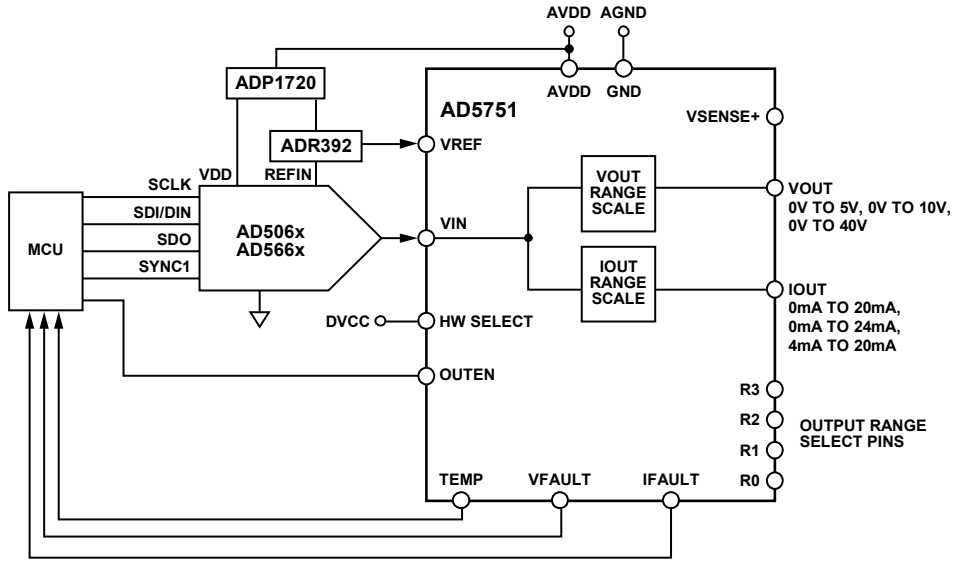 AVDD
AGND
ADP1720
AVDD
GND
AD5751
VSENSE+
ADR392
VREF
VDD
REFIN
SCLK
VOUT
RANGE
SCALE
VOUT
0V TO 5V, 0V TO 10V,
0V TO 40V
SDI/DIN
MCU
AD506x
AD566x
VIN
SDO
SYNC1
IOUT
RANGE
SCALE
IOUT
0mA TO 20mA,
0mA TO 24mA,
4mA TO 20mA
DVCC
HW SELECT
OUTEN
R3
R2
R1
R0
OUTPUT RANGE
SELECT PINS
TEMP
VFAULT
IFAULT